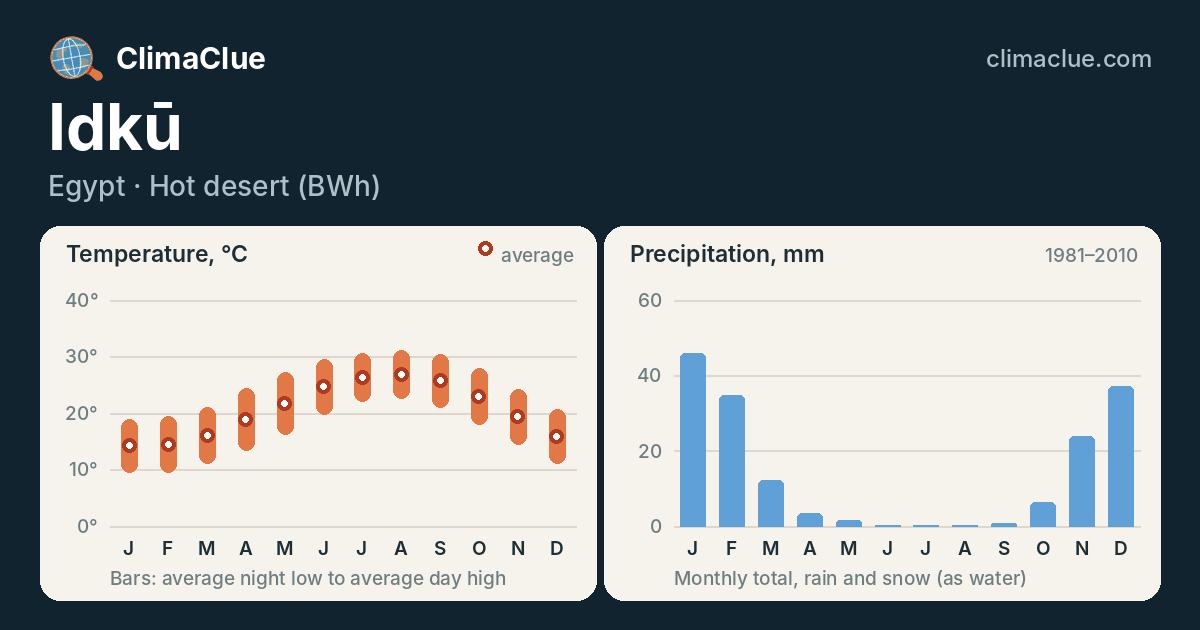 ClimaClue
climaclue.com
Idkū
Egypt · Hot desert (BWh)
Temperature, °C
average
40°
30°
20°
10°
0°
J F M A M J J A S O N D
Bars: average night low to average day high
Precipitation, mm
1981–2010
60
40
20
0
J F M A M J J A S O N D
Monthly total, rain and snow (as water)